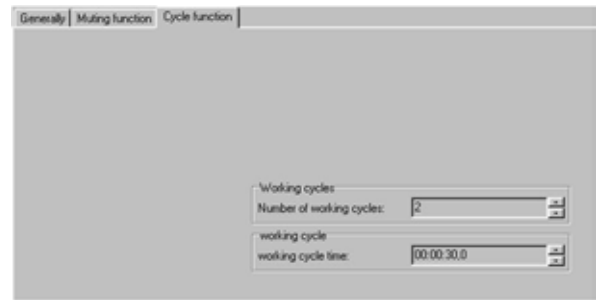 Generally Muting function Cycle function
Working cycles
Number of working cycles: 2
working cycle
working cycle time: 00:00:30,0